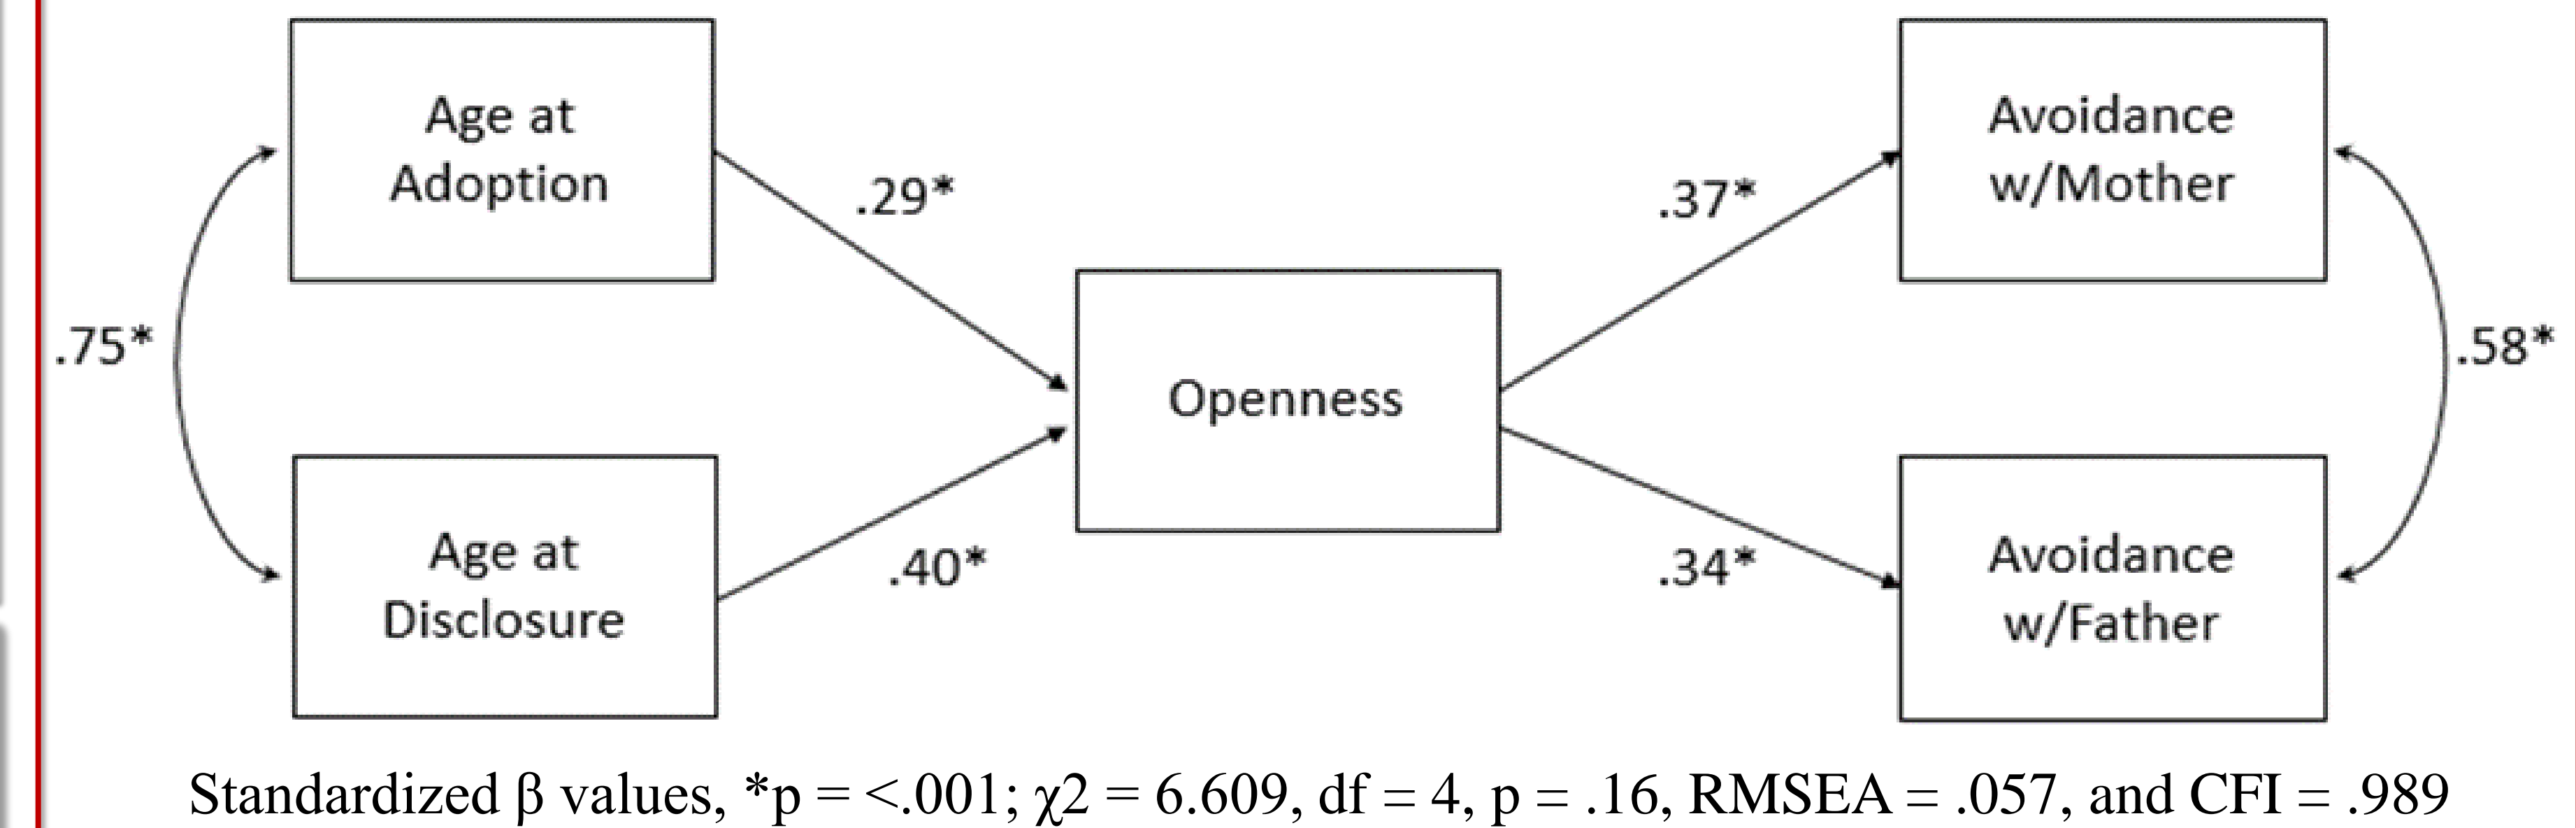 Age at
Adoption
.29*
.37*
Avoidance
w/Mother
.75*
Openness
.58*
Age at
Disclosure
.40*
.34*
Avoidance
w/Father
Standardized β values, *p = <.001; χ2 = 6.609, df = 4, p = .16, RMSEA = .057, and CFI = .989